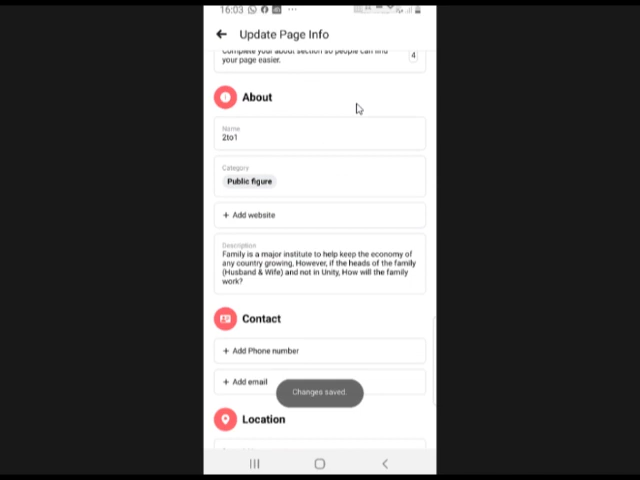 16:03
Update Page Info
Complete your about section so people can find
your page easier.
4
About
Name
2to1
Category
Public figure
+ Add website
Description
Family is a major institute to help keep the economy of
any country growing, However, if the heads of the family
(Husband & Wife) and not in Unity, How will the family
work?
Contact
+ Add Phone number
+ Add email
Changes saved.
Location